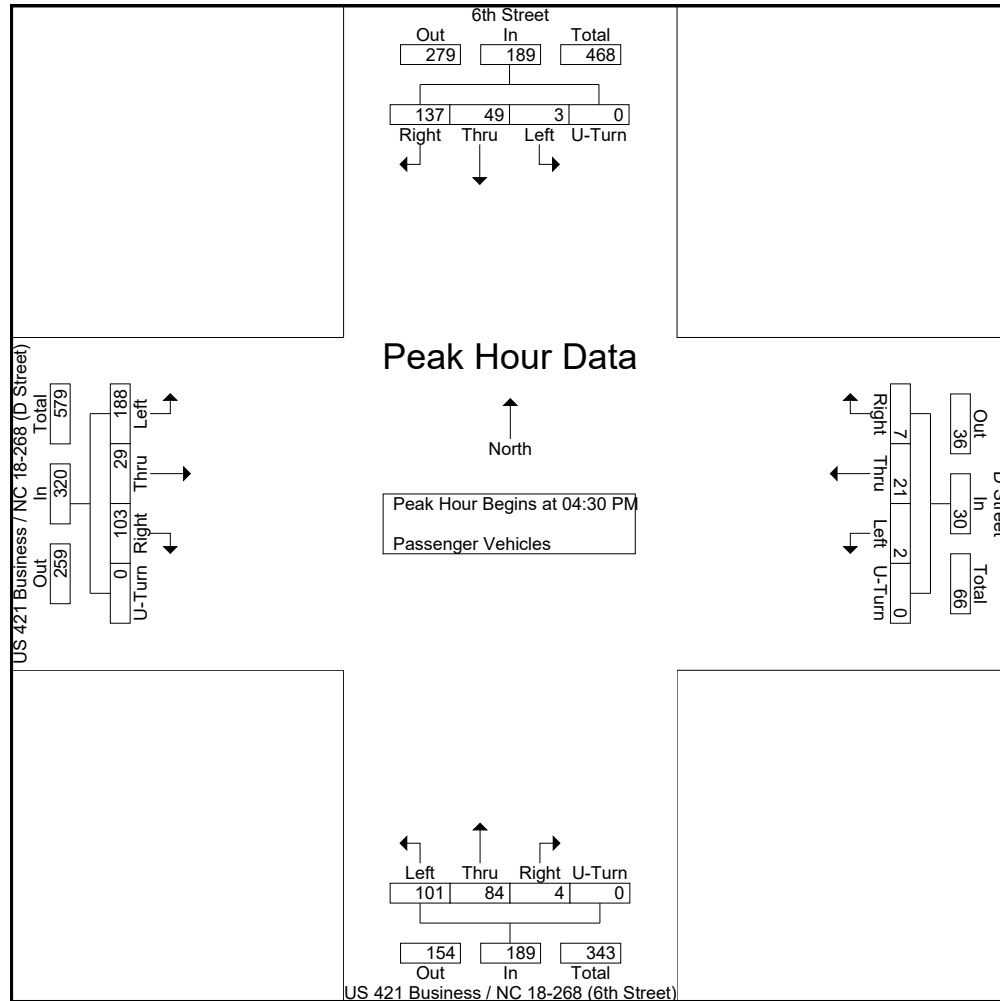 6th Street
Out In Total
279 189 468
137 49 3 0
Right Thru Left U-Turn
Peak Hour Data
North
Peak Hour Begins at 04:30 PM
Passenger Vehicles
US 421 Business / NC 18-268 (D Street)
Total In Out
579 320 259
188 29 103 0
Left Thru Right U-Turn
D Street
Out In Total
36 30 66
7 21 2 0
Right Thru Left U-Turn
Left Thru Right U-Turn
101 84 4 0
154 189 343
Out In Total
US 421 Business / NC 18-268 (6th Street)